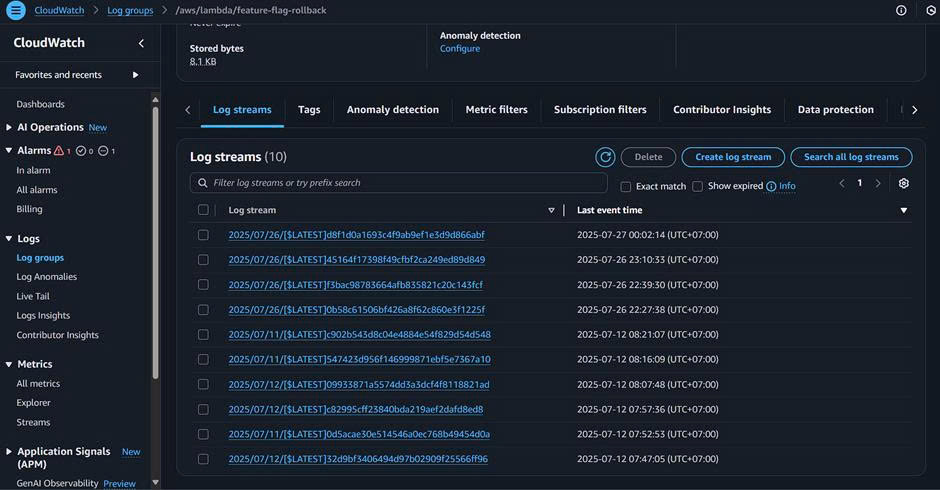 CloudWatch > Log groups > /aws/lambda/feature-flag-rollback
CloudWatch
Favorites and recents
Dashboards
AI Operations New
Alarms 1 0 1
In alarm
All alarms
Billing
Logs
Log groups
Log Anomalies
Live Tail
Logs Insights
Contributor Insights
Metrics
All metrics
Explorer
Streams
Application Signals (APM) New
GenAI Observability Preview
Never expire
Stored bytes
8.1 KB
Anomaly detection
Configure
Log streams Tags Anomaly detection Metric filters Subscription filters Contributor Insights Data protection
Log streams (10) Delete Create log stream Search all log streams
Filter log streams or try prefix search Exact match Show expired Info 1
Log stream Last event time
2025/07/26/[$LATEST]d8f1d0a1693c4f9ab9ef1e3d9d866abf 2025-07-27 00:02:14 (UTC+07:00)
2025/07/26/[$LATEST]45164f17398f49cfbf2ca249ed89d849 2025-07-26 23:10:33 (UTC+07:00)
2025/07/26/[$LATEST]f3bac98783664afb835821c20c143fcf 2025-07-26 22:39:30 (UTC+07:00)
2025/07/26/[$LATEST]0b58c61506bf426a8f62c860e3f1225f 2025-07-26 22:27:38 (UTC+07:00)
2025/07/11/[$LATEST]c902b543d8c04e4884e54f829d54d548 2025-07-12 08:21:07 (UTC+07:00)
2025/07/11/[$LATEST]547423d956f146999871ebf5e7367a10 2025-07-12 08:16:09 (UTC+07:00)
2025/07/12/[$LATEST]09933871a5574dd3a3dcf4f8118821ad 2025-07-12 08:07:48 (UTC+07:00)
2025/07/12/[$LATEST]c82995cff23840bda219aef2dafd8ed8 2025-07-12 07:57:36 (UTC+07:00)
2025/07/11/[$LATEST]0d5acae30e514546a0ec768b49454d0a 2025-07-12 07:52:53 (UTC+07:00)
2025/07/12/[$LATEST]32d9bf3406494d97b02909f25566ff96 2025-07-12 07:47:05 (UTC+07:00)